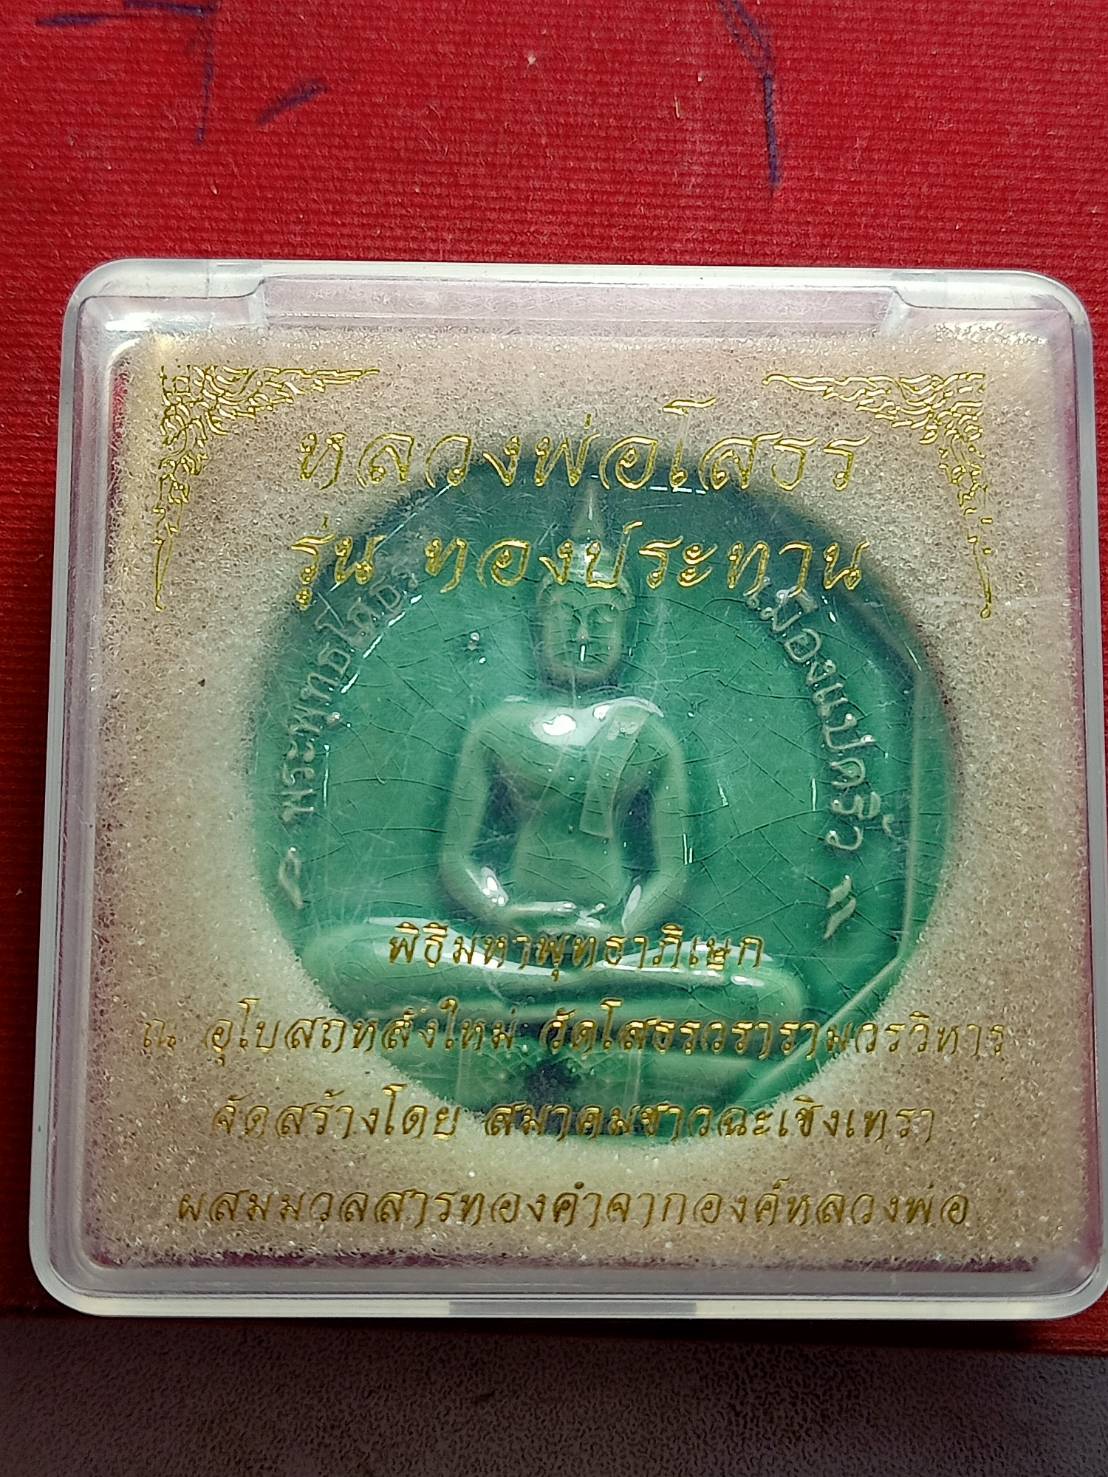 หลวงพ่อโสธร
รุ่น ทองประทาน
พระพุทธโสธร
เมืองแปดริ้ว
พิธีมหาพุทธาภิเษก
ณ อุโบสถหลังใหม่ วัดโสธรวรารามวรวิหาร
จัดสร้างโดย สมาคมชาวฉะเชิงเทรา
ผสมมวลสารทองคำจากองค์หลวงพ่อ